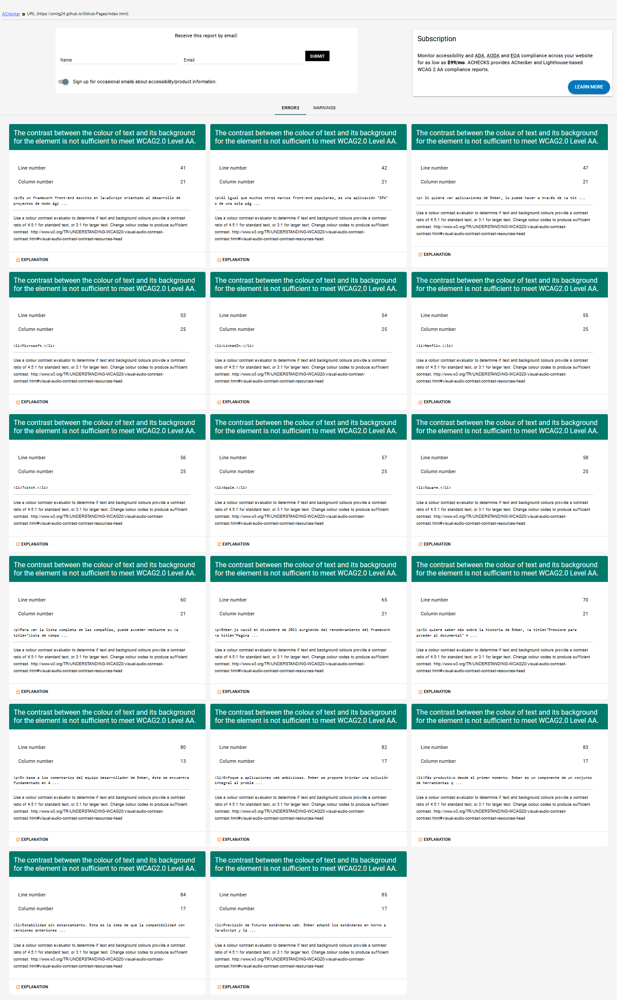 AChecker » URL (https://omitg24.github.io/Github-Pages/index.html)
Receive this report by email:
Name
Email
SUBMIT
Sign up for occasional emails about accessibility/product information.
Subscription
Monitor accessibility and ADA, AODA and EQA compliance across your website
for as low as $99/mo. ACHECKS provides AChecker and Lighthouse-based
WCAG 2 AA compliance reports.
LEARN MORE
ERRORS
WARNINGS
The contrast between the colour of text and its background
for the element is not sufficient to meet WCAG2.0 Level AA.
Line number 41
Column number 21
<p>Es un framework front-end escrito en JavaScript orientado al desarrollo de
proyectos de modo ági ...
Use a colour contrast evaluator to determine if text and background colours provide a contrast
ratio of 4.5:1 for standard text, or 3:1 for larger text. Change colour codes to produce sufficient
contrast. http://www.w3.org/TR/UNDERSTANDING-WCAG20/visual-audio-contrast-
contrast.html#visual-audio-contrast-contrast-resources-head
EXPLANATION
The contrast between the colour of text and its background
for the element is not sufficient to meet WCAG2.0 Level AA.
Line number 42
Column number 21
<p>Al igual que muchos otros marcos front-end populares, es una aplicación "SPA"
o de una sola pág ...
Use a colour contrast evaluator to determine if text and background colours provide a contrast
ratio of 4.5:1 for standard text, or 3:1 for larger text. Change colour codes to produce sufficient
contrast. http://www.w3.org/TR/UNDERSTANDING-WCAG20/visual-audio-contrast-
contrast.html#visual-audio-contrast-contrast-resources-head
EXPLANATION
The contrast between the colour of text and its background
for the element is not sufficient to meet WCAG2.0 Level AA.
Line number 47
Column number 21
<p> Si quiere ver aplicaciones de Ember, lo puede hacer a través de <a tit ...
Use a colour contrast evaluator to determine if text and background colours provide a contrast
ratio of 4.5:1 for standard text, or 3:1 for larger text. Change colour codes to produce sufficient
contrast. http://www.w3.org/TR/UNDERSTANDING-WCAG20/visual-audio-contrast-
contrast.html#visual-audio-contrast-contrast-resources-head
EXPLANATION
The contrast between the colour of text and its background
for the element is not sufficient to meet WCAG2.0 Level AA.
Line number 53
Column number 25
<li>Microsoft.</li>
Use a colour contrast evaluator to determine if text and background colours provide a contrast
ratio of 4.5:1 for standard text, or 3:1 for larger text. Change colour codes to produce sufficient
contrast. http://www.w3.org/TR/UNDERSTANDING-WCAG20/visual-audio-contrast-
contrast.html#visual-audio-contrast-contrast-resources-head
EXPLANATION
The contrast between the colour of text and its background
for the element is not sufficient to meet WCAG2.0 Level AA.
Line number 54
Column number 25
<li>LinkedIn.</li>
Use a colour contrast evaluator to determine if text and background colours provide a contrast
ratio of 4.5:1 for standard text, or 3:1 for larger text. Change colour codes to produce sufficient
contrast. http://www.w3.org/TR/UNDERSTANDING-WCAG20/visual-audio-contrast-
contrast.html#visual-audio-contrast-contrast-resources-head
EXPLANATION
The contrast between the colour of text and its background
for the element is not sufficient to meet WCAG2.0 Level AA.
Line number 55
Column number 25
<li>Netflix.</li>
Use a colour contrast evaluator to determine if text and background colours provide a contrast
ratio of 4.5:1 for standard text, or 3:1 for larger text. Change colour codes to produce sufficient
contrast. http://www.w3.org/TR/UNDERSTANDING-WCAG20/visual-audio-contrast-
contrast.html#visual-audio-contrast-contrast-resources-head
EXPLANATION
The contrast between the colour of text and its background
for the element is not sufficient to meet WCAG2.0 Level AA.
Line number 56
Column number 25
<li>Twitch.</li>
Use a colour contrast evaluator to determine if text and background colours provide a contrast
ratio of 4.5:1 for standard text, or 3:1 for larger text. Change colour codes to produce sufficient
contrast. http://www.w3.org/TR/UNDERSTANDING-WCAG20/visual-audio-contrast-
contrast.html#visual-audio-contrast-contrast-resources-head
EXPLANATION
The contrast between the colour of text and its background
for the element is not sufficient to meet WCAG2.0 Level AA.
Line number 57
Column number 25
<li>Apple.</li>
Use a colour contrast evaluator to determine if text and background colours provide a contrast
ratio of 4.5:1 for standard text, or 3:1 for larger text. Change colour codes to produce sufficient
contrast. http://www.w3.org/TR/UNDERSTANDING-WCAG20/visual-audio-contrast-
contrast.html#visual-audio-contrast-contrast-resources-head
EXPLANATION
The contrast between the colour of text and its background
for the element is not sufficient to meet WCAG2.0 Level AA.
Line number 58
Column number 25
<li>Square.</li>
Use a colour contrast evaluator to determine if text and background colours provide a contrast
ratio of 4.5:1 for standard text, or 3:1 for larger text. Change colour codes to produce sufficient
contrast. http://www.w3.org/TR/UNDERSTANDING-WCAG20/visual-audio-contrast-
contrast.html#visual-audio-contrast-contrast-resources-head
EXPLANATION
The contrast between the colour of text and its background
for the element is not sufficient to meet WCAG2.0 Level AA.
Line number 60
Column number 21
<p>Para ver la lista completa de las compañías, puede acceder mediante su <a
title="Lista de compa ...
Use a colour contrast evaluator to determine if text and background colours provide a contrast
ratio of 4.5:1 for standard text, or 3:1 for larger text. Change colour codes to produce sufficient
contrast. http://www.w3.org/TR/UNDERSTANDING-WCAG20/visual-audio-contrast-
contrast.html#visual-audio-contrast-contrast-resources-head
EXPLANATION
The contrast between the colour of text and its background
for the element is not sufficient to meet WCAG2.0 Level AA.
Line number 65
Column number 21
<p>Ember.js nació en diciembre de 2011 surgiendo del renombramiento del framework
<a title="Pagina ...
Use a colour contrast evaluator to determine if text and background colours provide a contrast
ratio of 4.5:1 for standard text, or 3:1 for larger text. Change colour codes to produce sufficient
contrast. http://www.w3.org/TR/UNDERSTANDING-WCAG20/visual-audio-contrast-
contrast.html#visual-audio-contrast-contrast-resources-head
EXPLANATION
The contrast between the colour of text and its background
for the element is not sufficient to meet WCAG2.0 Level AA.
Line number 70
Column number 21
<p>Si quiere saber más sobre la historia de Ember, <a title="Presione para
acceder al documental" h ...
Use a colour contrast evaluator to determine if text and background colours provide a contrast
ratio of 4.5:1 for standard text, or 3:1 for larger text. Change colour codes to produce sufficient
contrast. http://www.w3.org/TR/UNDERSTANDING-WCAG20/visual-audio-contrast-
contrast.html#visual-audio-contrast-contrast-resources-head
EXPLANATION
The contrast between the colour of text and its background
for the element is not sufficient to meet WCAG2.0 Level AA.
Line number 80
Column number 13
<p>En base a los comentarios del equipo desarrollador de Ember, éste se encuentra
fundamentado en 4 ...
Use a colour contrast evaluator to determine if text and background colours provide a contrast
ratio of 4.5:1 for standard text, or 3:1 for larger text. Change colour codes to produce sufficient
contrast. http://www.w3.org/TR/UNDERSTANDING-WCAG20/visual-audio-contrast-
contrast.html#visual-audio-contrast-contrast-resources-head
EXPLANATION
The contrast between the colour of text and its background
for the element is not sufficient to meet WCAG2.0 Level AA.
Line number 82
Column number 17
<li>Enfoque a aplicaciones web ambiciosas. Ember se propone brindar una solución
integral al proble ...
Use a colour contrast evaluator to determine if text and background colours provide a contrast
ratio of 4.5:1 for standard text, or 3:1 for larger text. Change colour codes to produce sufficient
contrast. http://www.w3.org/TR/UNDERSTANDING-WCAG20/visual-audio-contrast-
contrast.html#visual-audio-contrast-contrast-resources-head
EXPLANATION
The contrast between the colour of text and its background
for the element is not sufficient to meet WCAG2.0 Level AA.
Line number 83
Column number 17
<li>Más productivo desde el primer momento. Ember es un componente de un conjunto
de herramientas q ...
Use a colour contrast evaluator to determine if text and background colours provide a contrast
ratio of 4.5:1 for standard text, or 3:1 for larger text. Change colour codes to produce sufficient
contrast. http://www.w3.org/TR/UNDERSTANDING-WCAG20/visual-audio-contrast-
contrast.html#visual-audio-contrast-contrast-resources-head
EXPLANATION
The contrast between the colour of text and its background
for the element is not sufficient to meet WCAG2.0 Level AA.
Line number 84
Column number 17
<li>Estabilidad sin estancamiento. Esta es la idea de que la compatibilidad con
versiones anteriores ...
Use a colour contrast evaluator to determine if text and background colours provide a contrast
ratio of 4.5:1 for standard text, or 3:1 for larger text. Change colour codes to produce sufficient
contrast. http://www.w3.org/TR/UNDERSTANDING-WCAG20/visual-audio-contrast-
contrast.html#visual-audio-contrast-contrast-resources-head
EXPLANATION
The contrast between the colour of text and its background
for the element is not sufficient to meet WCAG2.0 Level AA.
Line number 85
Column number 17
<li>Previsión de futuros estándares web. Ember adoptó los estándares en torno a
JavaScript y la ...
Use a colour contrast evaluator to determine if text and background colours provide a contrast
ratio of 4.5:1 for standard text, or 3:1 for larger text. Change colour codes to produce sufficient
contrast. http://www.w3.org/TR/UNDERSTANDING-WCAG20/visual-audio-contrast-
contrast.html#visual-audio-contrast-contrast-resources-head
EXPLANATION